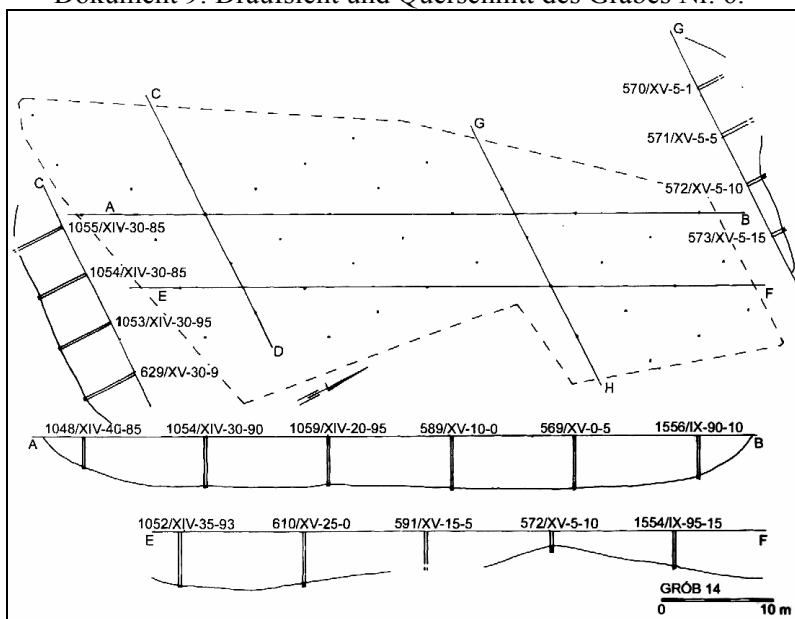 Dokument 9: Draufsicht und Querschnitt des Grabes Nr. 6.
G
570/XV-5-1
571/XV-5-5
572/XV-5-10
573/XV-5-15
C
G
C
A
B
1055/XIV-30-85
1054/XIV-30-85
1053/XIV-30-95
629/XV-30-9
E
F
D
H
1048/XIV-40-85 1054/XIV-30-90 1059/XIV-20-95 589/XV-10-0 569/XV-0-5 1556/IX-90-10
A B
1052/XIV-35-93 610/XV-25-0 591/XV-15-5 572/XV-5-10 1554/IX-95-15
E F
GRÓB 14
0 10 m